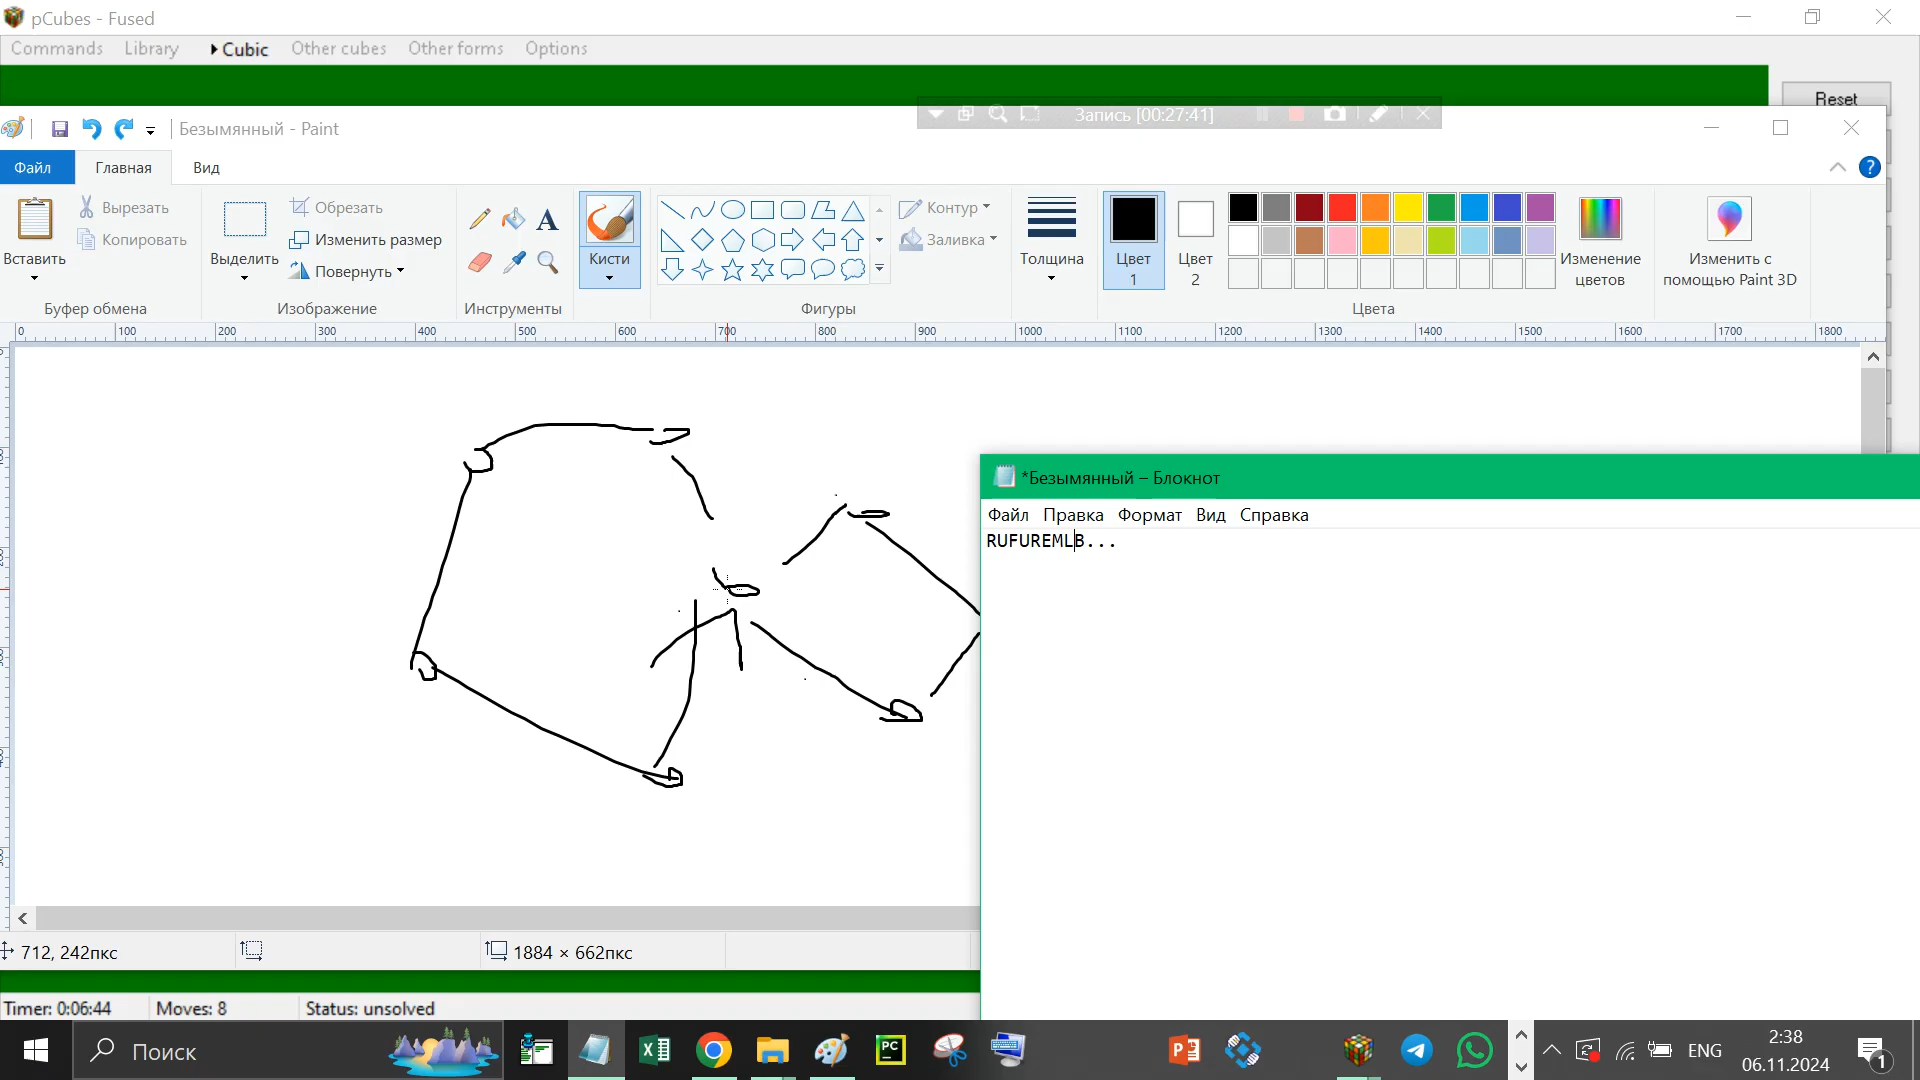 pCubes - Fused
Commands Library Cubic Other cubes Other forms Options
Reset
Запись [00:27:41]
Безымянный - Paint
Файл Главная Вид
Вставить
Вырезать
Копировать
Буфер обмена
Выделить
Обрезать
Изменить размер
Повернуть
Изображение
Инструменты
Кисти
Контур
Заливка
Фигуры
Толщина
Цвет 1
Цвет 2
Цвета
Изменение цветов
Изменить с помощью Paint 3D
0 100 200 300 400 500 600 700 800 900 1000 1100 1200 1300 1400 1500 1600 1700 1800
*Безымянный – Блокнот
Файл Правка Формат Вид Справка
RUFUREMLB...
712, 242пкс
1884 × 662пкс
Timer: 0:06:44 Moves: 8 Status: unsolved
Поиск
ENG
2:38
06.11.2024
1